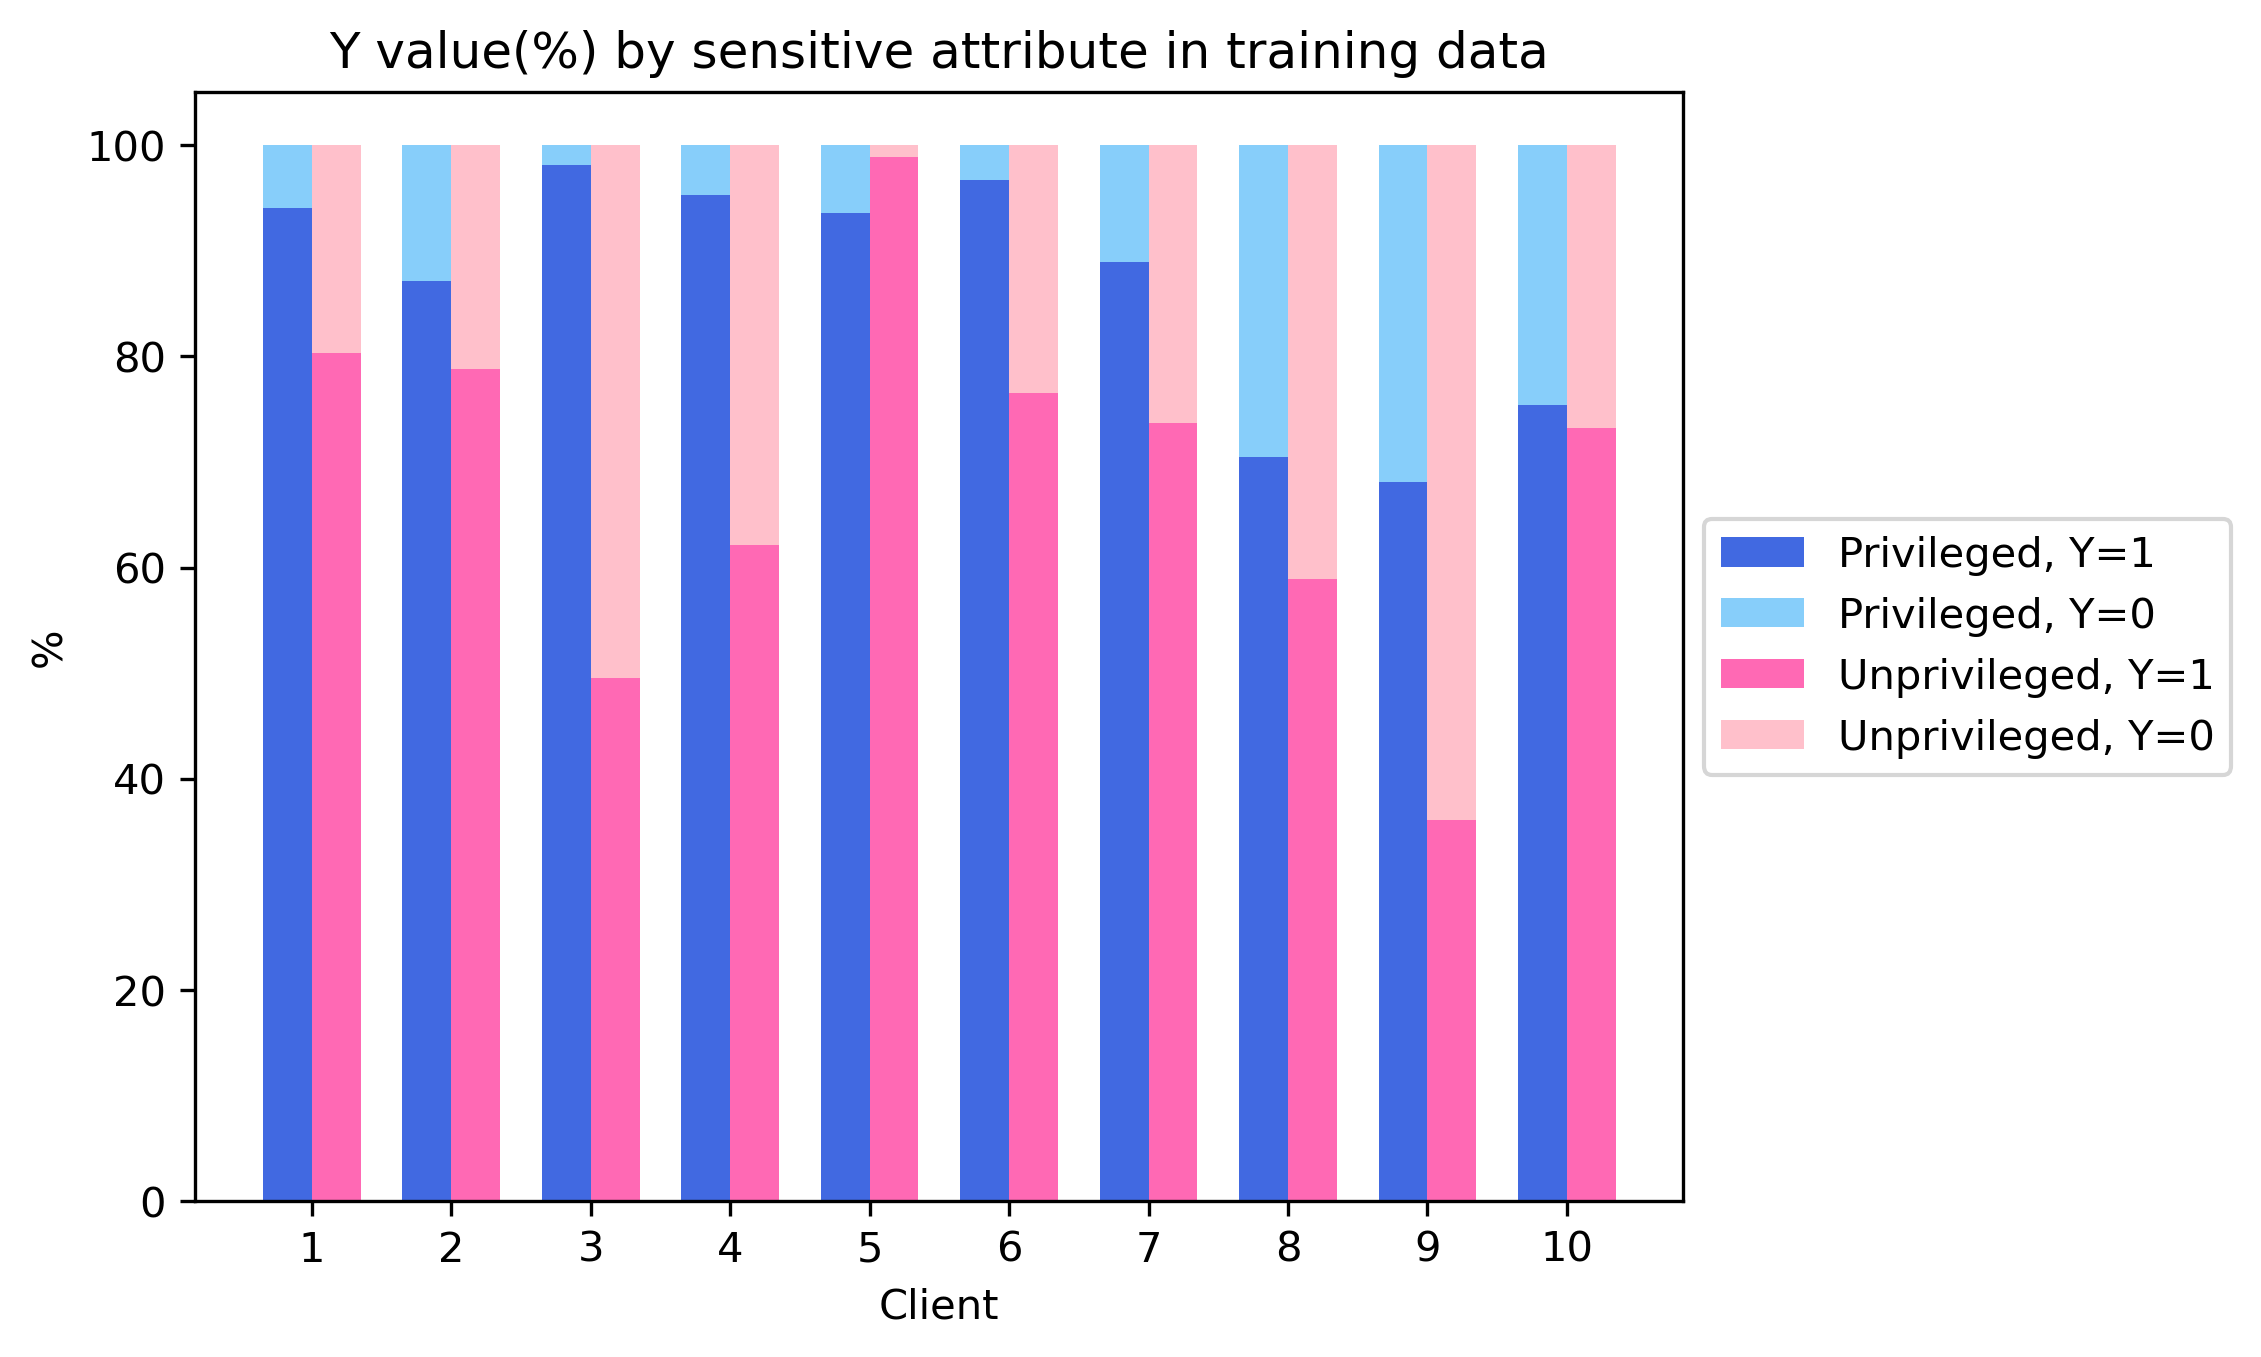 Y value(%) by sensitive attribute in training data
100
80
60
40
20
0
%
1 2 3 4 5 6 7 8 9 10
Client
Privileged, Y=1
Privileged, Y=0
Unprivileged, Y=1
Unprivileged, Y=0